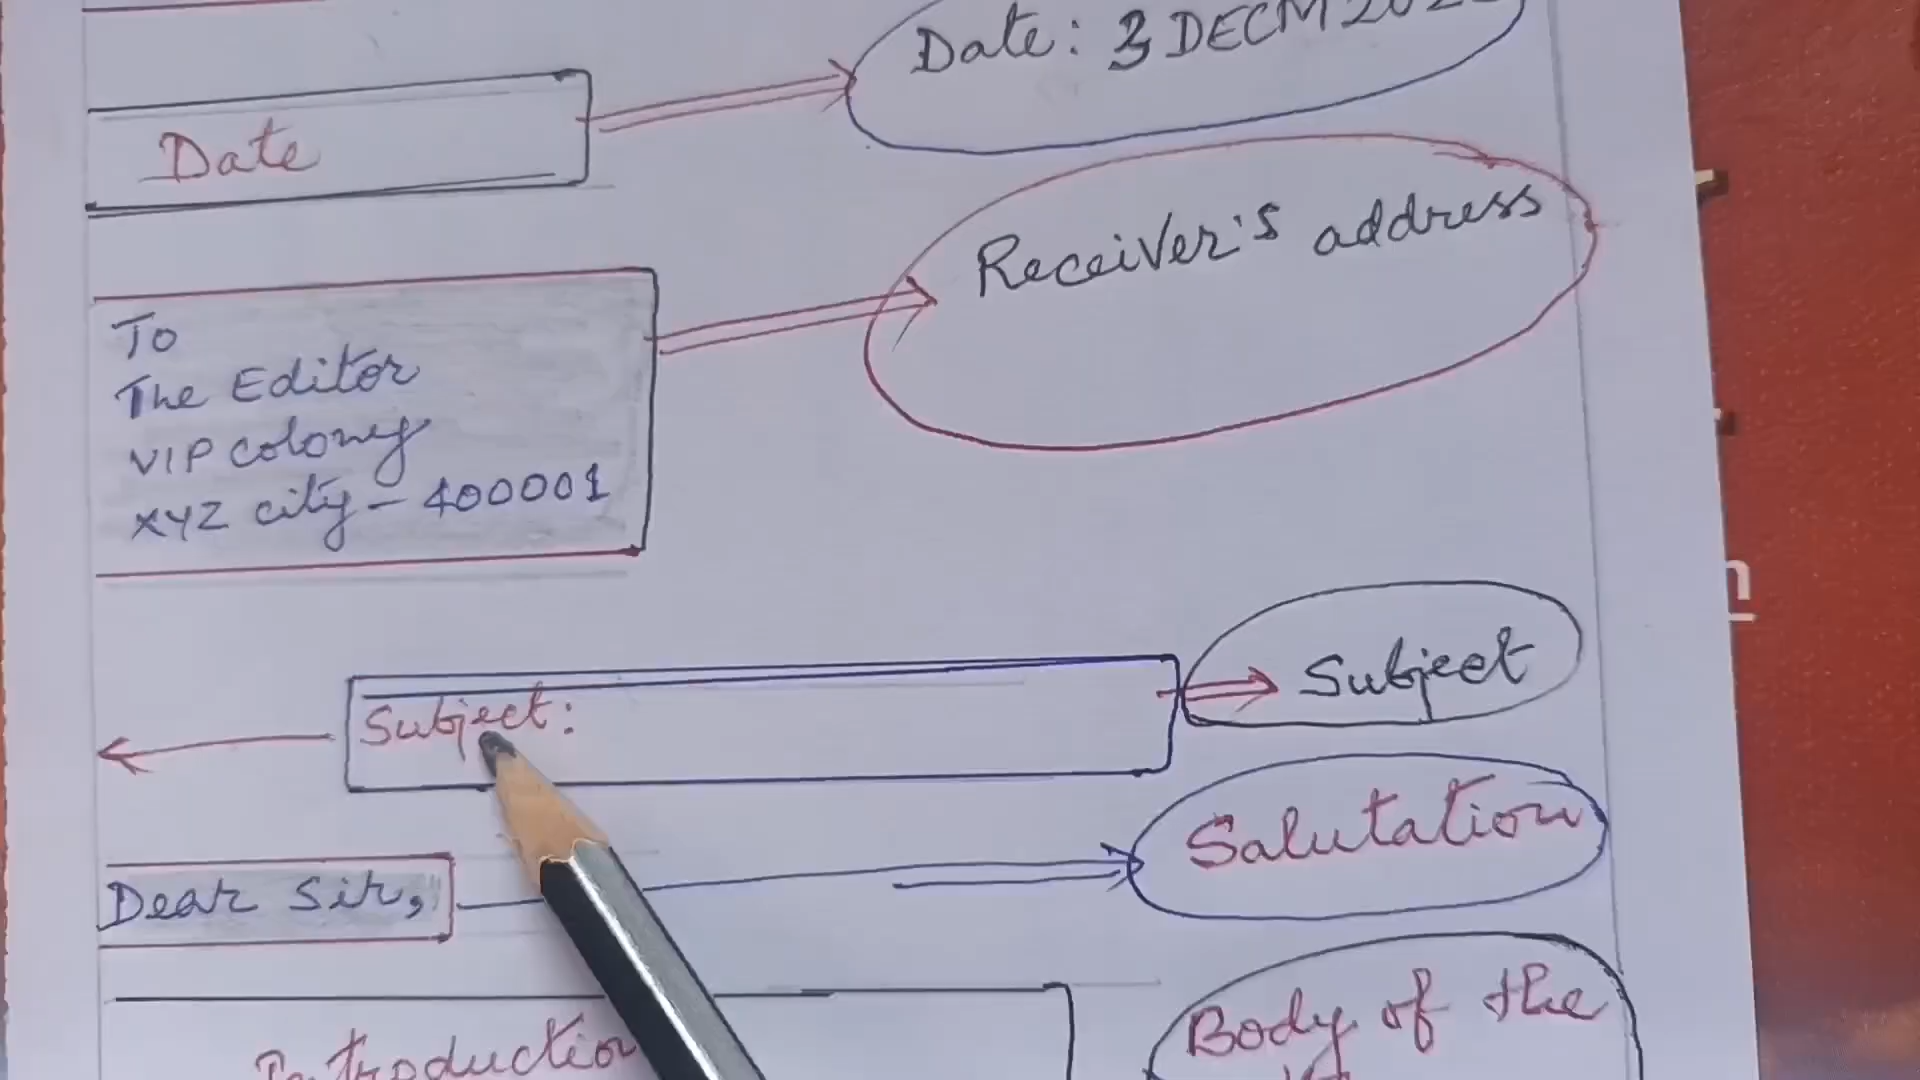 Date: 3 DECM
Date
Receiver's address
To
The Editor
VIP colony
XYZ city - 400001
Subject:
Subject
Salutation
Dear Sir,
Body of the
Introduction